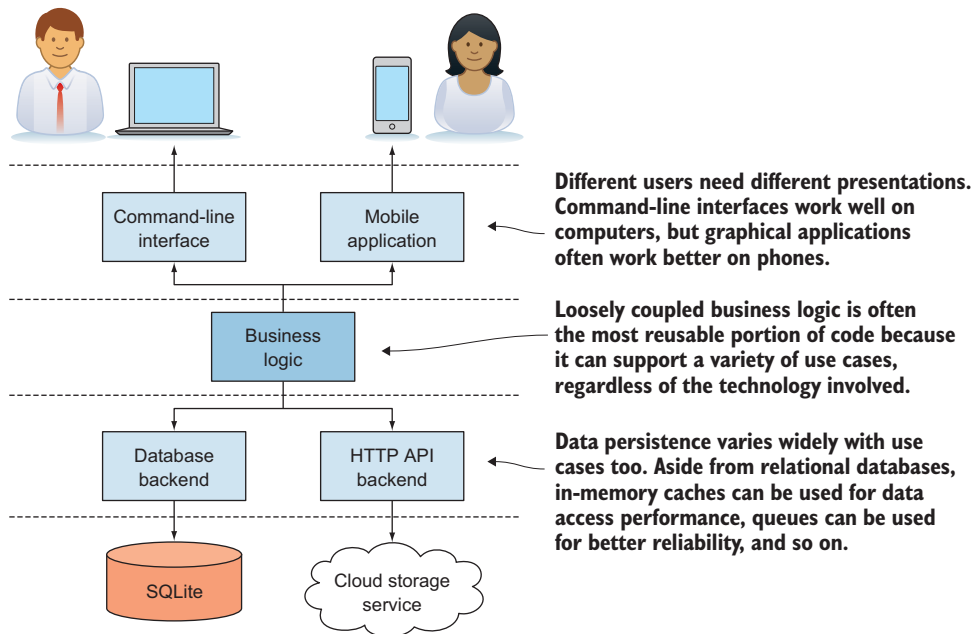 Command-line
interface
Mobile
application
Different users need different presentations.
Command-line interfaces work well on
computers, but graphical applications
often work better on phones.
Business
logic
Loosely coupled business logic is often
the most reusable portion of code because
it can support a variety of use cases,
regardless of the technology involved.
Database
backend
HTTP API
backend
Data persistence varies widely with use
cases too. Aside from relational databases,
in-memory caches can be used for data
access performance, queues can be used
for better reliability, and so on.
SQLite
Cloud storage
service